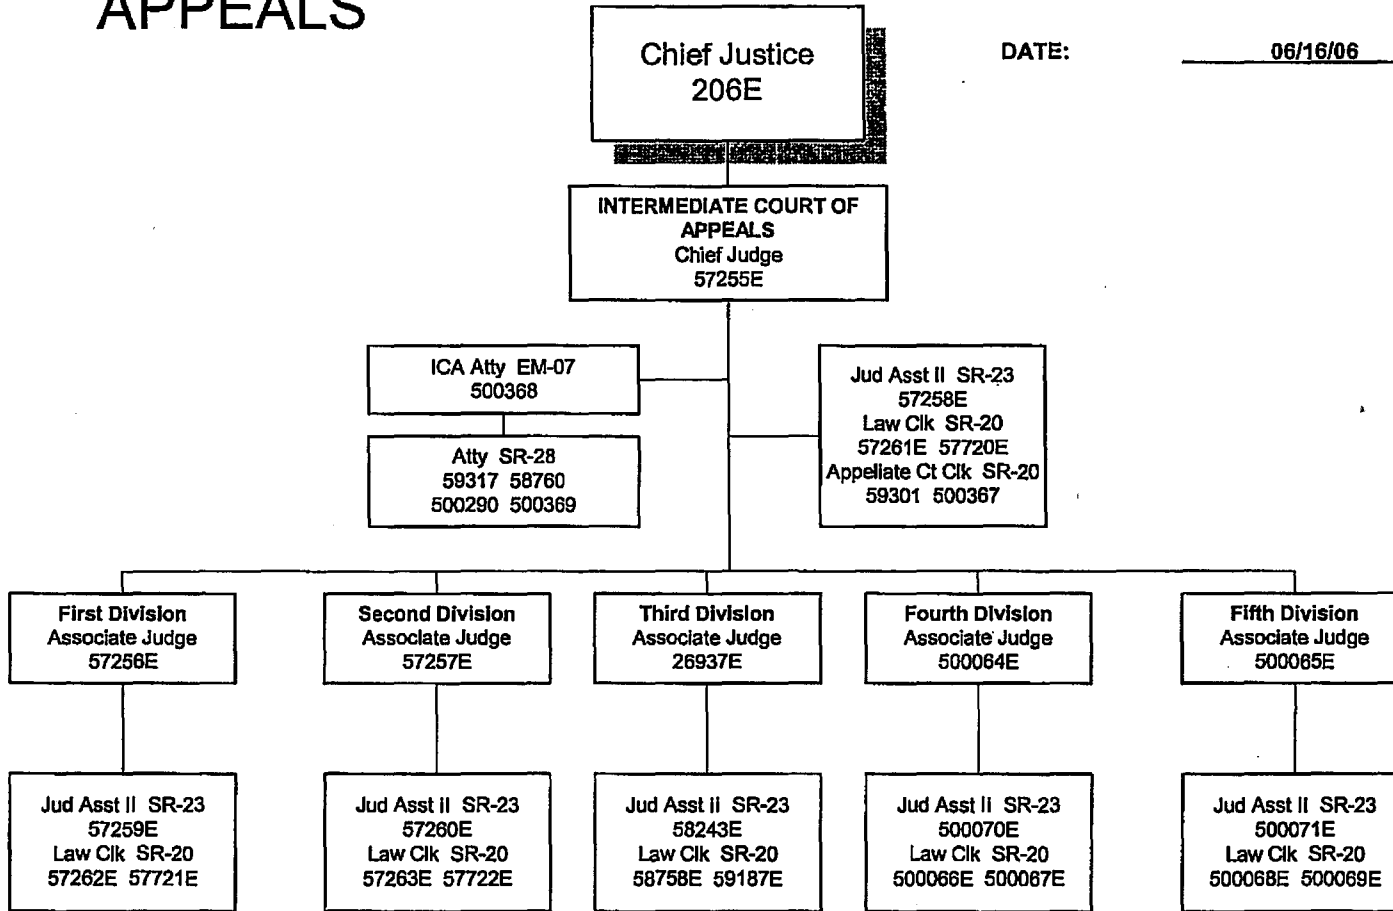 APPEALS
Chief Justice
206E
DATE:
06/16/06
INTERMEDIATE COURT OF
APPEALS
Chief Judge
57255E
ICA Atty EM-07
500368
Atty SR-28
59317 58760
500290 500369
Jud Asst II SR-23
57258E
Law Clk SR-20
57261E 57720E
Appellate Ct Clk SR-20
59301 500367
First Division
Associate Judge
57256E
Second Division
Associate Judge
57257E
Third Division
Associate Judge
26937E
Fourth Division
Associate Judge
500064E
Fifth Division
Associate Judge
500065E
Jud Asst II SR-23
57259E
Law Clk SR-20
57262E 57721E
Jud Asst II SR-23
57260E
Law Clk SR-20
57263E 57722E
Jud Asst II SR-23
58243E
Law Clk SR-20
58758E 59187E
Jud Asst II SR-23
500070E
Law Clk SR-20
500066E 500067E
Jud Asst II SR-23
500071E
Law Clk SR-20
500068E 500069E